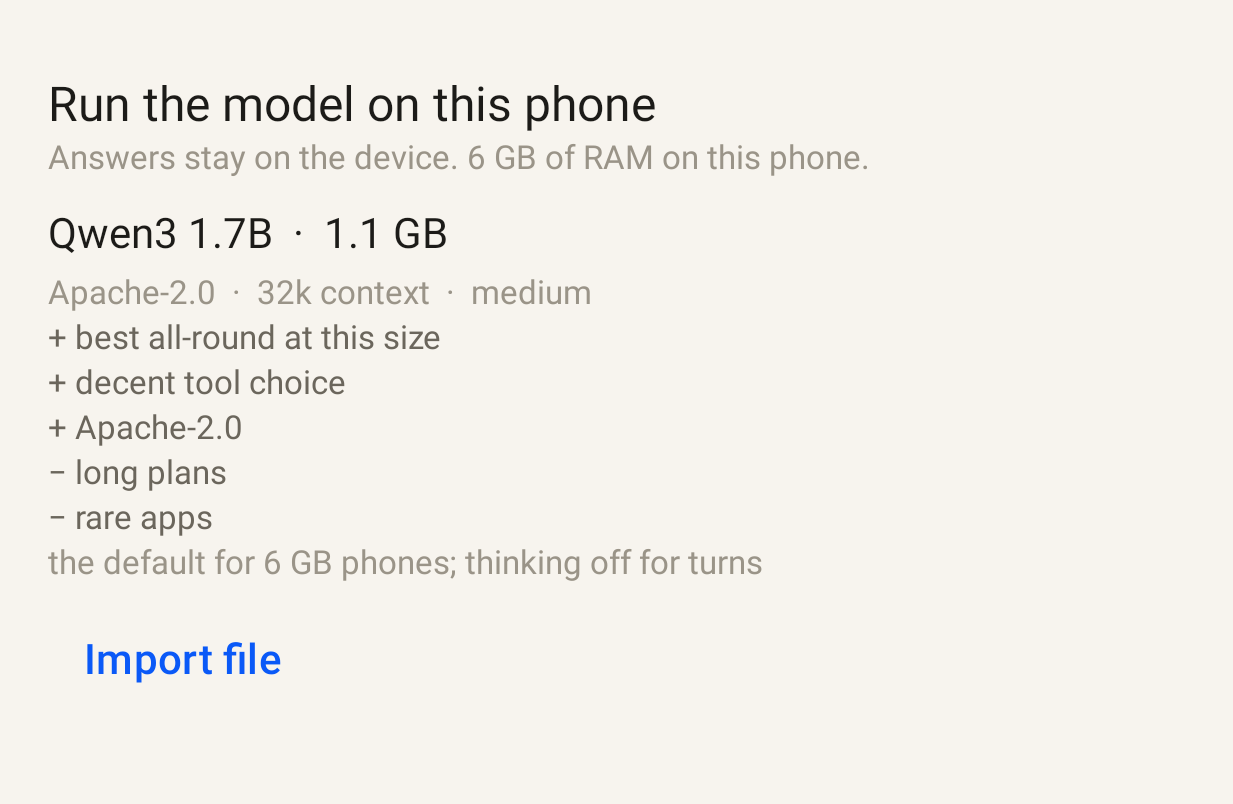 Run the model on this phone
Answers stay on the device. 6 GB of RAM on this phone.
Qwen3 1.7B · 1.1 GB
Apache-2.0 · 32k context · medium
+ best all-round at this size
+ decent tool choice
+ Apache-2.0
− long plans
− rare apps
the default for 6 GB phones; thinking off for turns
Import file